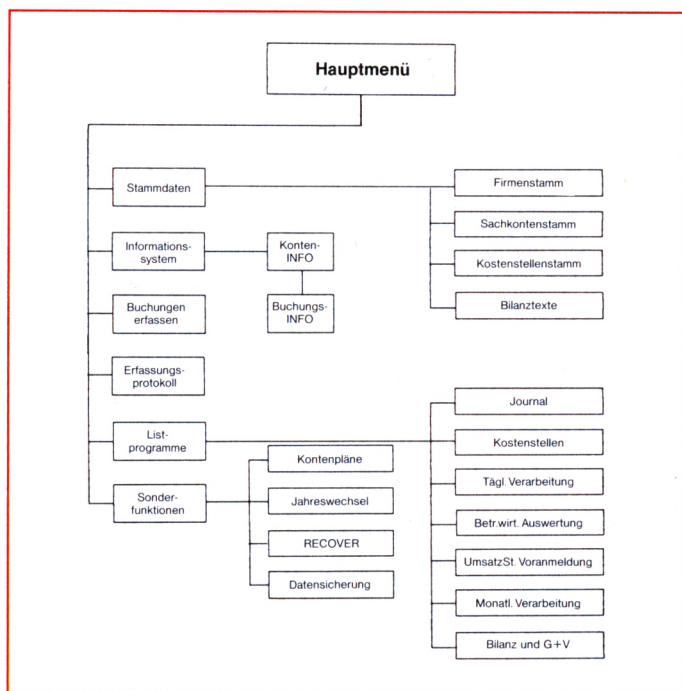 Hauptmenü
Stammdaten
Firmenstamm
Sachkontenstamm
Kostenstellenstamm
Bilanztexte
Informations-
system
Konten-
INFO
Buchungs-
INFO
Buchungen
erfassen
Erfassungs-
protokoll
List-
programme
Journal
Kostenstellen
Tägl. Verarbeitung
Betr.wirt. Auswertung
UmsatzSt. Voranmeldung
Monatl. Verarbeitung
Bilanz und G+V
Sonder-
funktionen
Kontenpläne
Jahreswechsel
RECOVER
Datensicherung